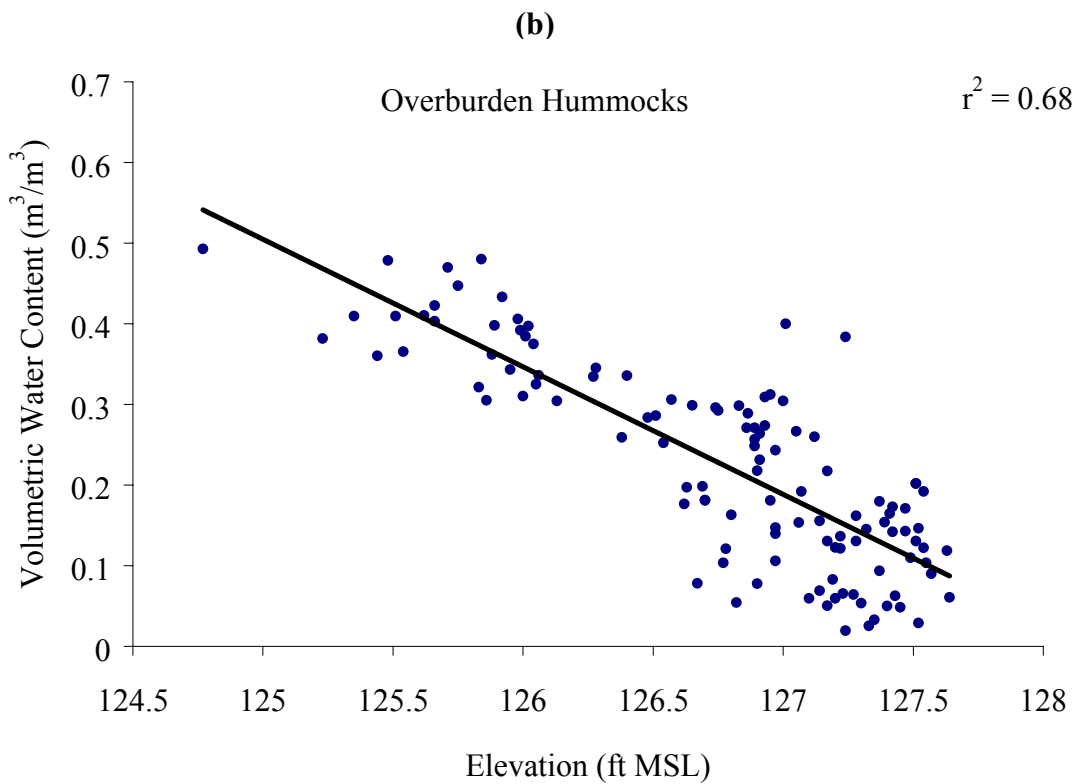 (b)
Overburden Hummocks
r² = 0.68
Volumetric Water Content (m³/m³)
0.7
0.6
0.5
0.4
0.3
0.2
0.1
0
124.5 125 125.5 126 126.5 127 127.5 128
Elevation (ft MSL)